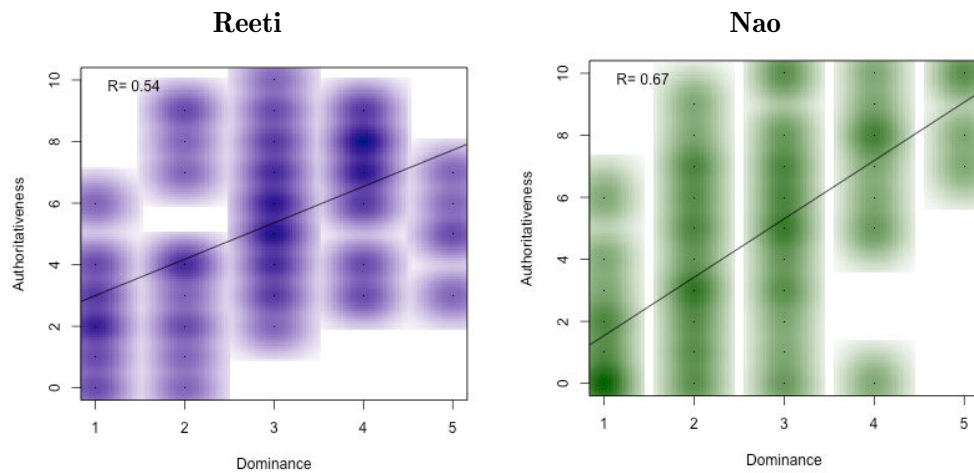 Reeti
R= 0.54
Authoritativeness
10
8
6
4
2
0
1 2 3 4 5
Dominance
Nao
R= 0.67
Authoritativeness
10
8
6
4
2
0
1 2 3 4 5
Dominance